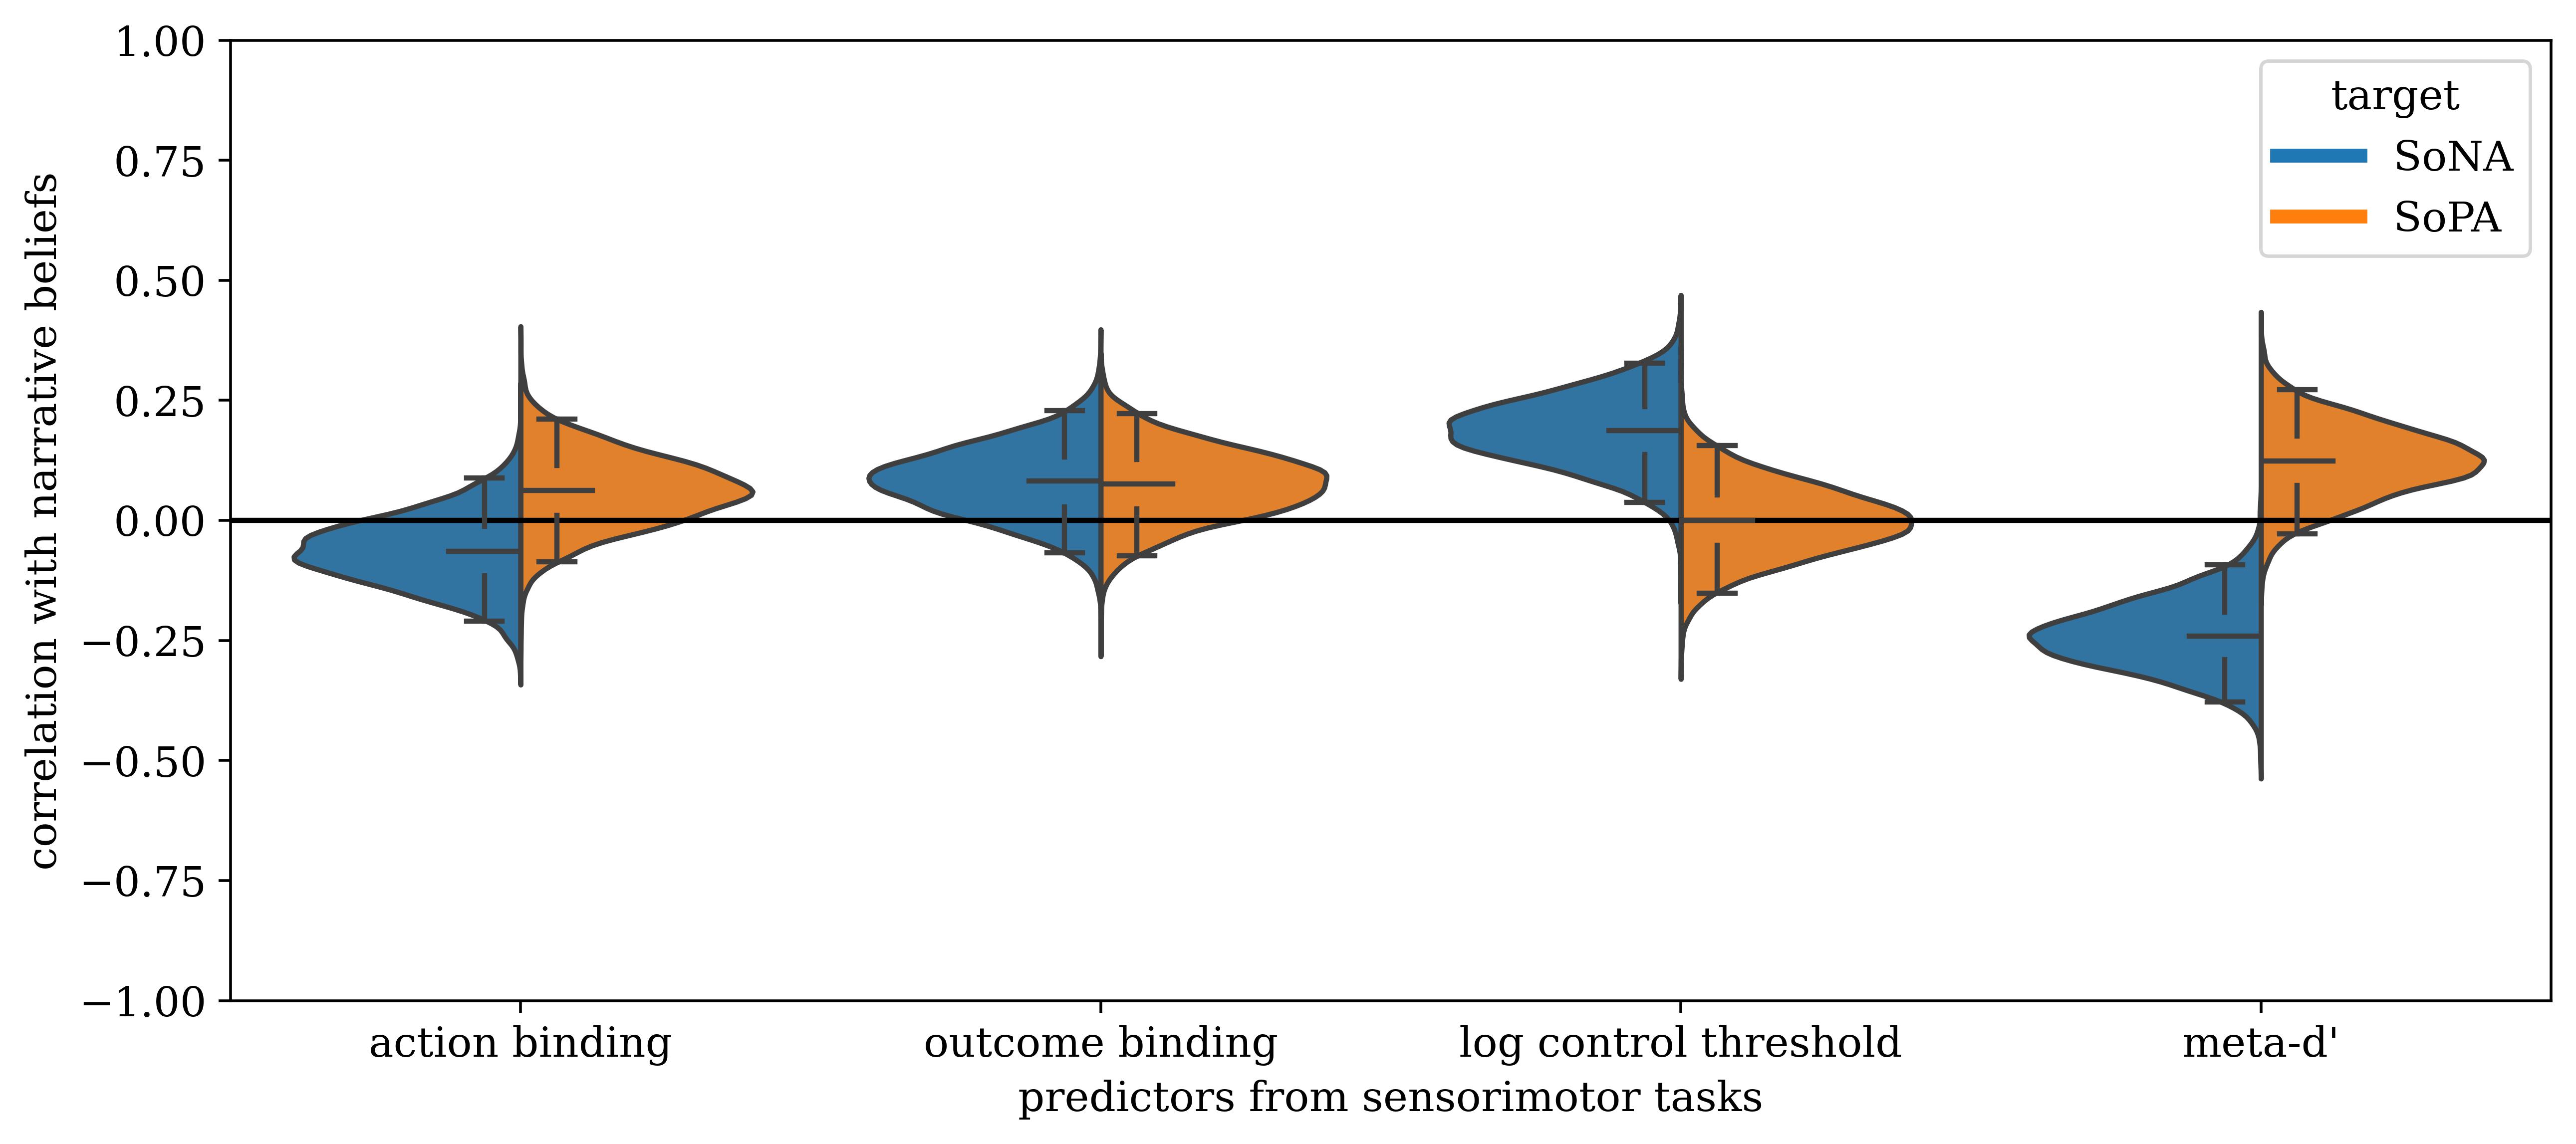 1.00
0.75
0.50
0.25
0.00
−0.25
−0.50
−0.75
−1.00
correlation with narrative beliefs
target
SoNA
SoPA
action binding
outcome binding
log control threshold
meta-d'
predictors from sensorimotor tasks